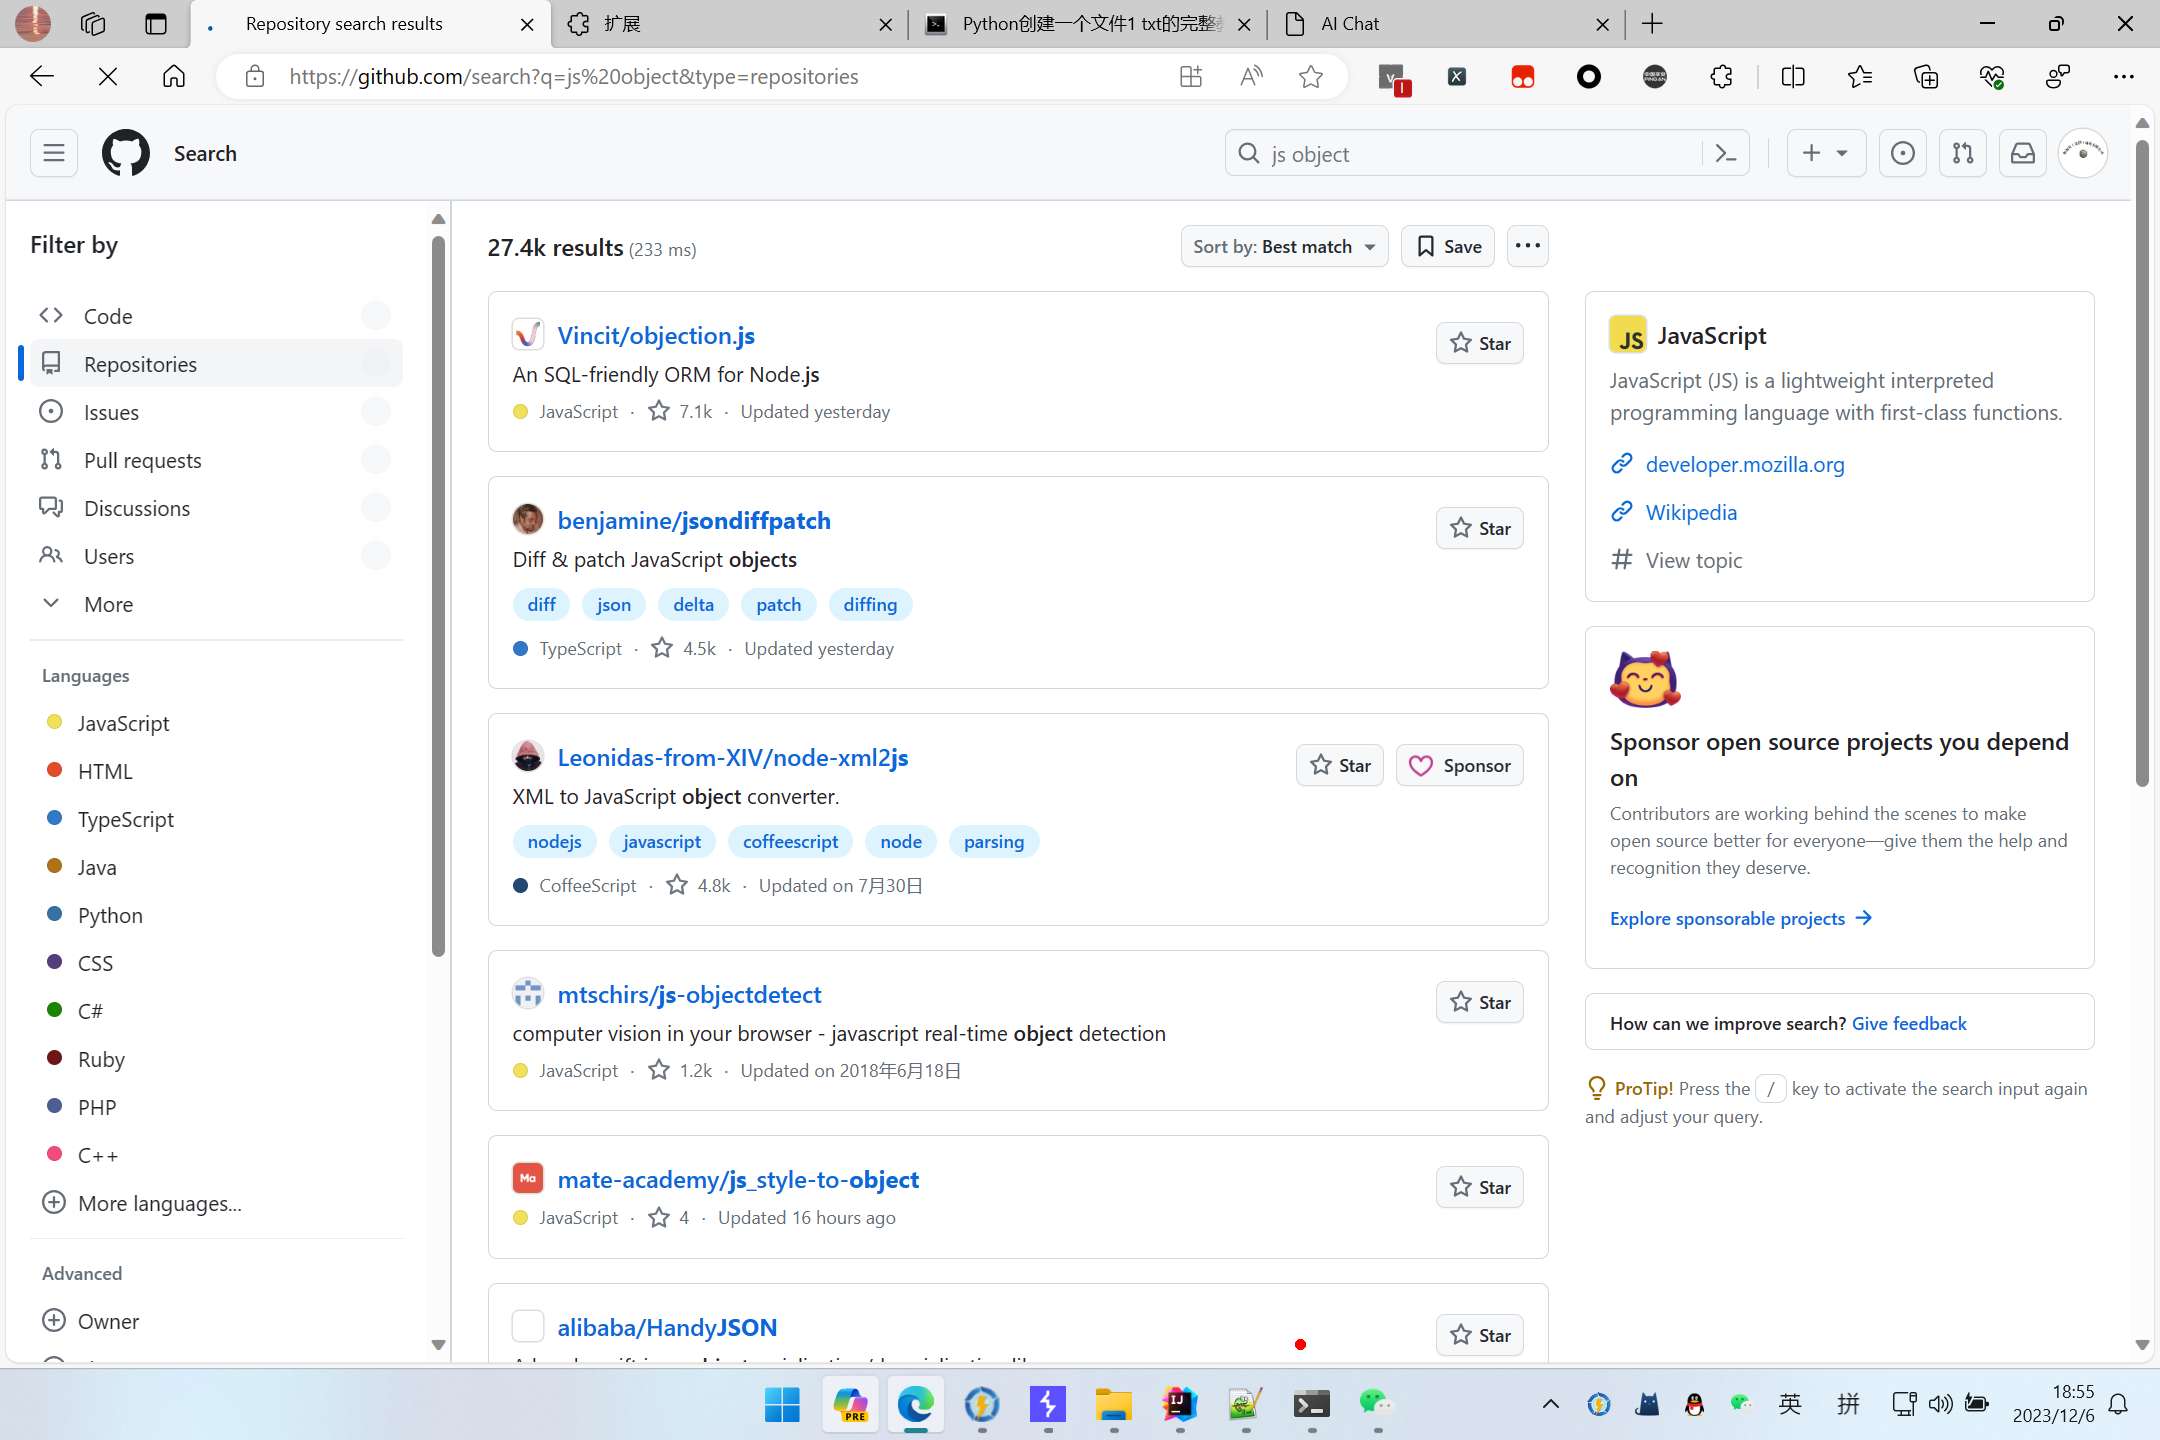 Repository search results
扩展
Python创建一个文件1 txt的完整
AI Chat
https://github.com/search?q=js%20object&type=repositories
Search
js object
Filter by
Code
Repositories
Issues
Pull requests
Discussions
Users
More
Languages
JavaScript
HTML
TypeScript
Java
Python
CSS
C#
Ruby
PHP
C++
More languages...
Advanced
Owner
27.4k results (233 ms)
Sort by: Best match
Save
Vincit/objection.js
Star
An SQL-friendly ORM for Node.js
JavaScript · 7.1k · Updated yesterday
benjamine/jsondiffpatch
Star
Diff & patch JavaScript objects
diff json delta patch diffing
TypeScript · 4.5k · Updated yesterday
Leonidas-from-XIV/node-xml2js
Star
Sponsor
XML to JavaScript object converter.
nodejs javascript coffeescript node parsing
CoffeeScript · 4.8k · Updated on 7月30日
mtschirs/js-objectdetect
Star
computer vision in your browser - javascript real-time object detection
JavaScript · 1.2k · Updated on 2018年6月18日
Ma
mate-academy/js_style-to-object
Star
JavaScript · 4 · Updated 16 hours ago
alibaba/HandyJSON
Star
JS
JavaScript
JavaScript (JS) is a lightweight interpreted
programming language with first-class functions.
developer.mozilla.org
Wikipedia
# View topic
Sponsor open source projects you depend
on
Contributors are working behind the scenes to make
open source better for everyone—give them the help and
recognition they deserve.
Explore sponsorable projects →
How can we improve search? Give feedback
ProTip! Press the / key to activate the search input again
and adjust your query.
PRE
英
拼
18:55
2023/12/6